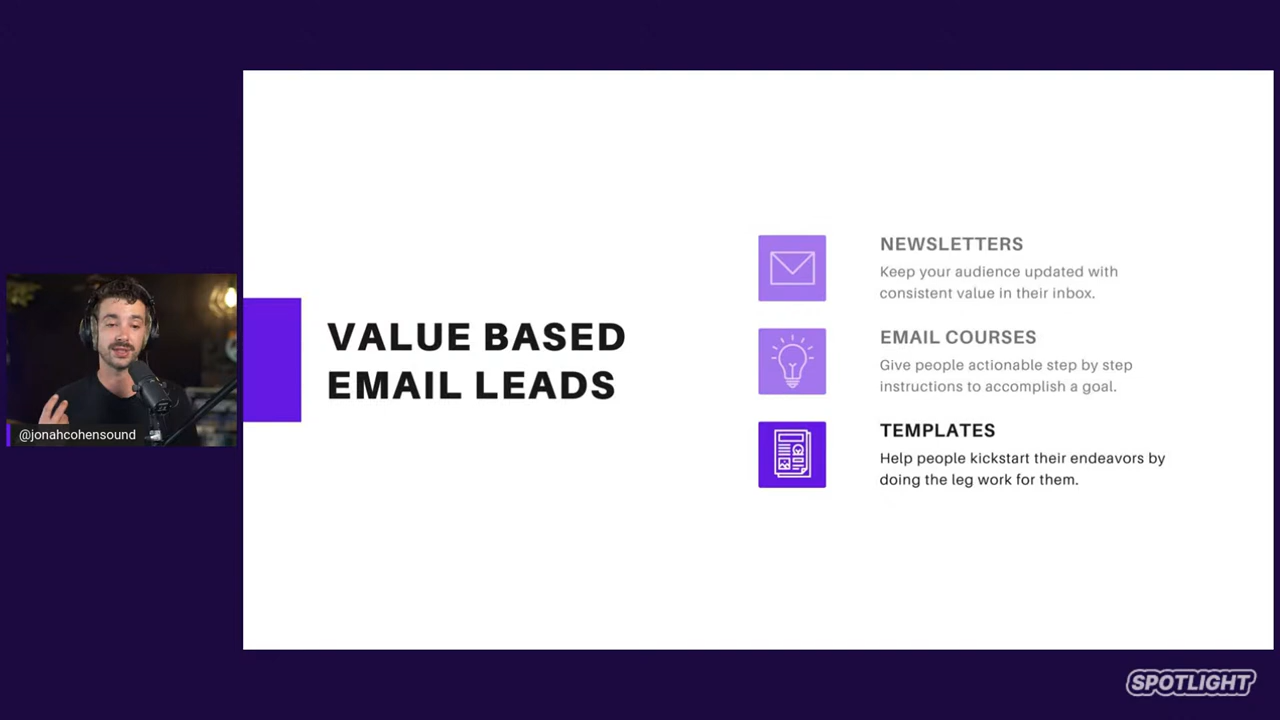 VALUE BASED
EMAIL LEADS
NEWSLETTERS
Keep your audience updated with
consistent value in their inbox.
EMAIL COURSES
Give people actionable step by step
instructions to accomplish a goal.
TEMPLATES
Help people kickstart their endeavors by
doing the leg work for them.
@jonahcohensound
SPOTLIGHT